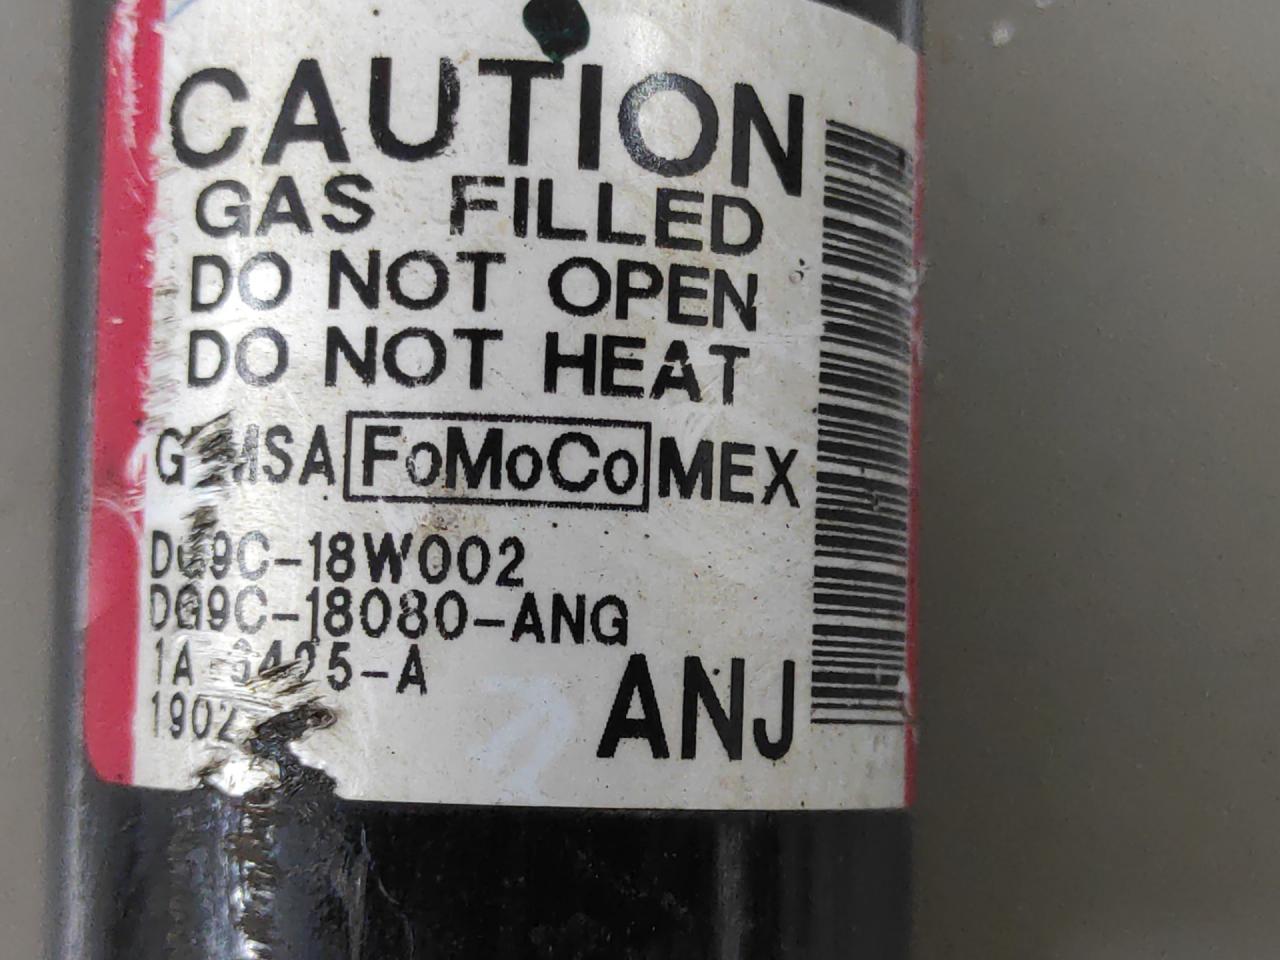 CAUTION
GAS FILLED
DO NOT OPEN
DO NOT HEAT
FoMoCo MEX
DG9C-18W002
DG9C-18080-ANG
ANJ